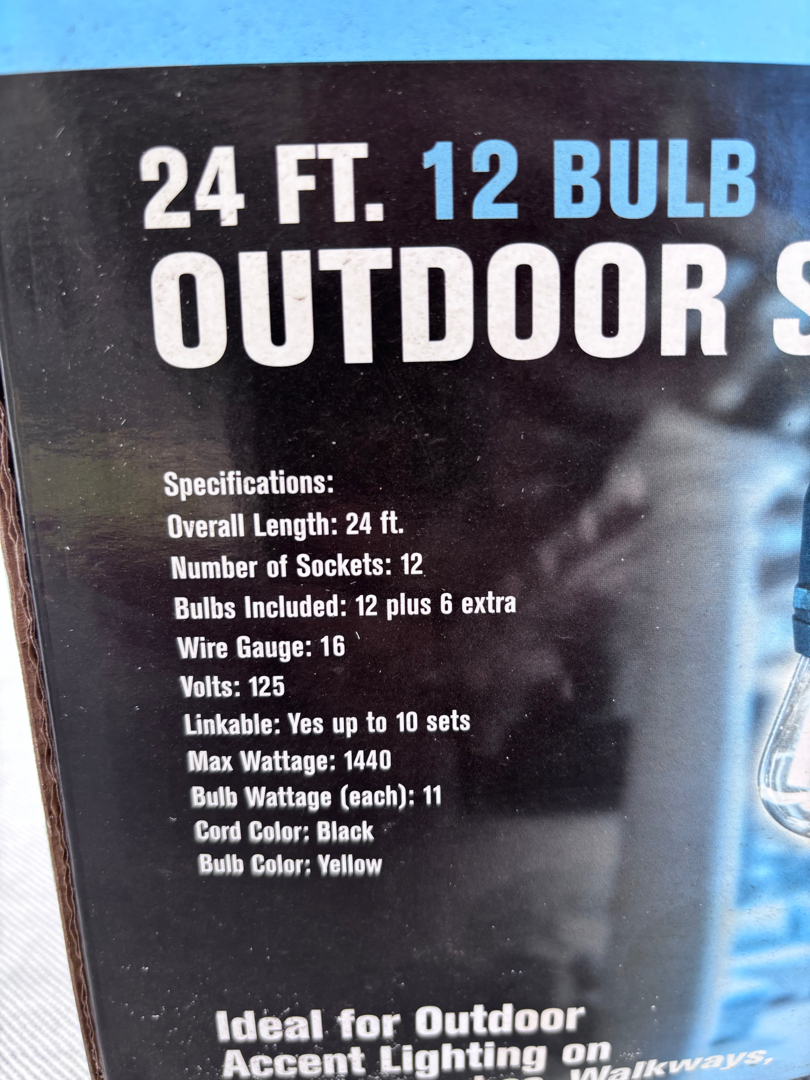 24 FT. 12 BULB
OUTDOOR S
Specifications:
Overall Length: 24 ft.
Number of Sockets: 12
Bulbs Included: 12 plus 6 extra
Wire Gauge: 16
Volts: 125
Linkable: Yes up to 10 sets
Max Wattage: 1440
Bulb Wattage (each): 11
Cord Color: Black
Bulb Color: Yellow
Ideal for Outdoor
Accent Lighting on
Walkways,